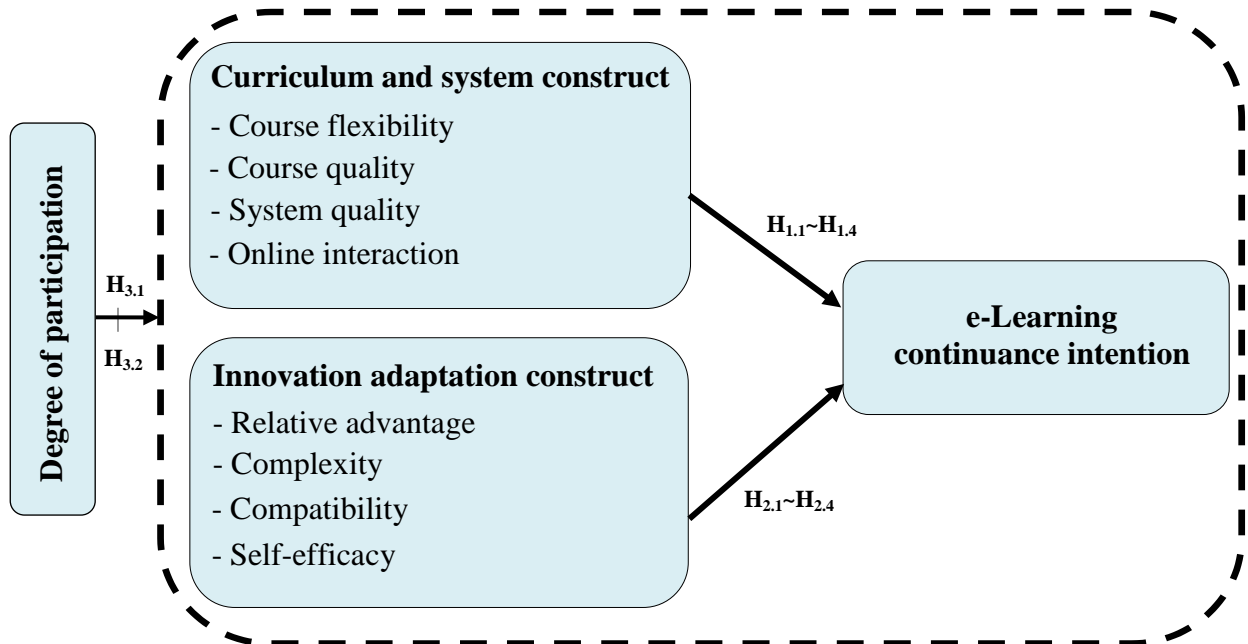 Degree of participation
H3.1
H3.2
Curriculum and system construct
- Course flexibility
- Course quality
- System quality
- Online interaction
Innovation adaptation construct
- Relative advantage
- Complexity
- Compatibility
- Self-efficacy
H1.1~H1.4
H2.1~H2.4
e-Learning
continuance intention